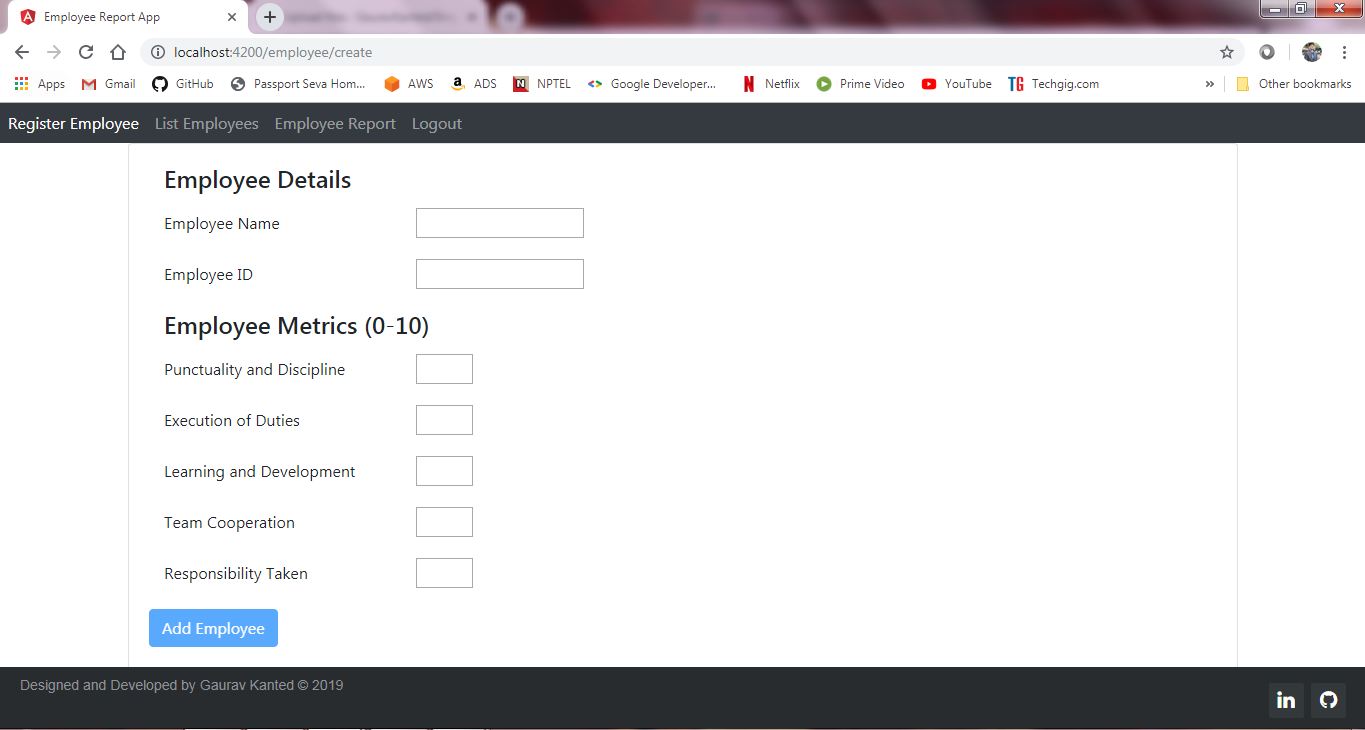 Employee Report App
localhost:4200/employee/create
Apps Gmail GitHub Passport Seva Hom... AWS ADS NPTEL Google Developer... Netflix Prime Video YouTube Techgig.com » Other bookmarks
Register Employee List Employees Employee Report Logout
Employee Details
Employee Name
Employee ID
Employee Metrics (0-10)
Punctuality and Discipline
Execution of Duties
Learning and Development
Team Cooperation
Responsibility Taken
Add Employee
Designed and Developed by Gaurav Kanted © 2019